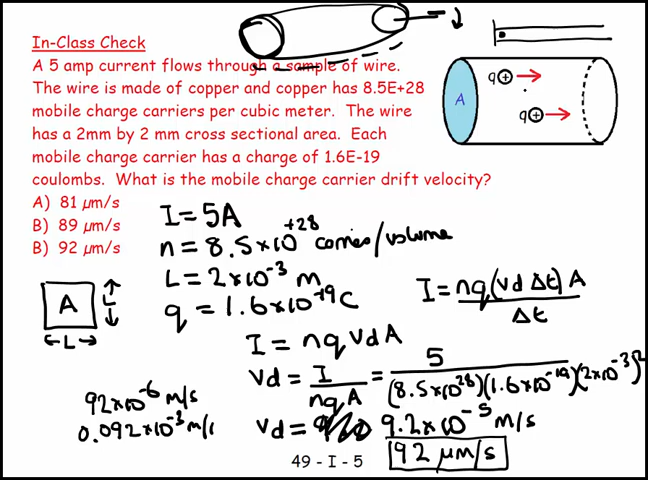 In-Class Check
A 5 amp current flows through a sample of wire.
The wire is made of copper and copper has 8.5E+28
mobile charge carriers per cubic meter. The wire
has a 2mm by 2 mm cross sectional area. Each
mobile charge carrier has a charge of 1.6E-19
coulombs. What is the mobile charge carrier drift velocity?
A) 81 µm/s
B) 89 µm/s
B) 92 µm/s
A
q +
q +
I = 5A
n = 8.5×10^+28 carries/volume
L = 2×10^-3 m
q = 1.6×10^-19 C
A L
L
I = nq(vd Δt) A / Δt
I = nq vd A
vd = I / nqA = 5 / (8.5×10^28)(1.6×10^-19)(2×10^-3)^2
vd = 9.2×10^-5 m/s
92 µm/s
92×10^-6 m/s
0.092×10^-3 m/s
49 - I - 5